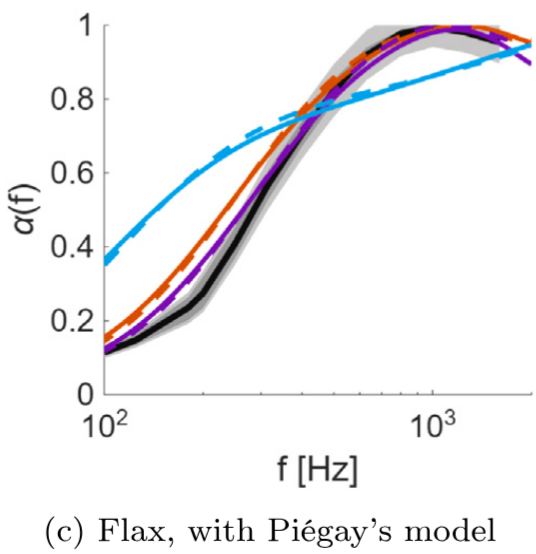 1
0.8
0.6
0.4
0.2
0
α(f)
10²
10³
f [Hz]
(c) Flax, with Piégay's model